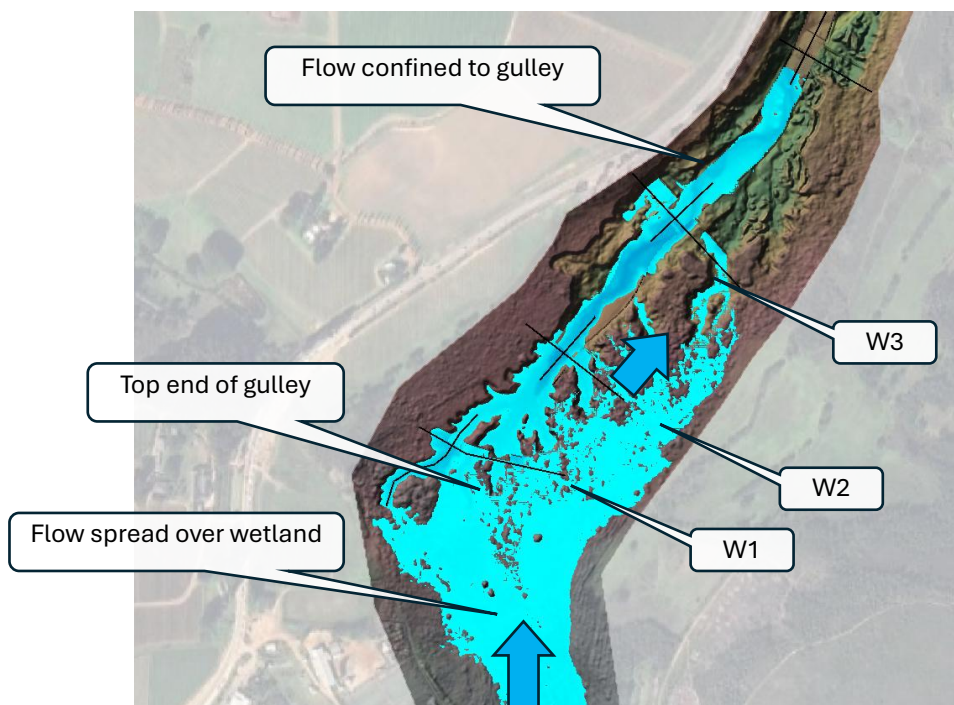 Flow confined to gulley
W3
Top end of gulley
W2
Flow spread over wetland
W1